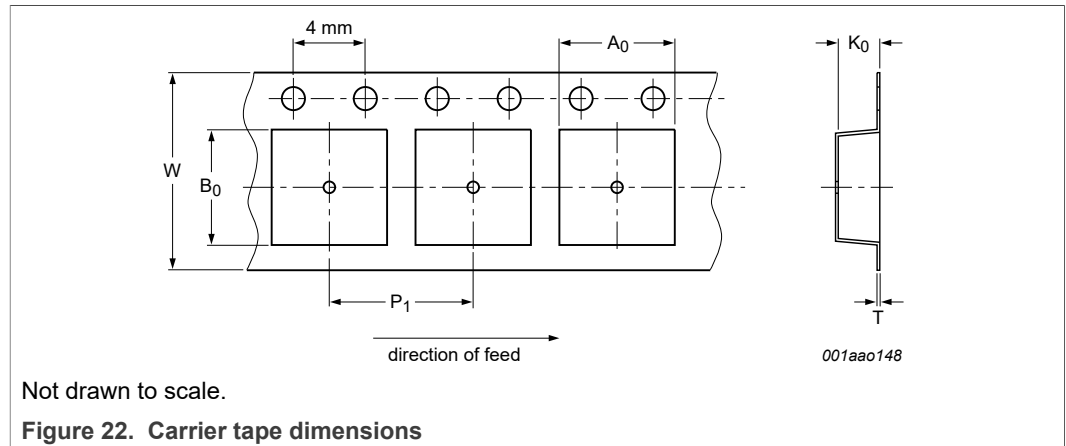 4 mm
A0
K0
W
B0
P1
T
direction of feed
001aao148
Not drawn to scale.
Figure 22. Carrier tape dimensions